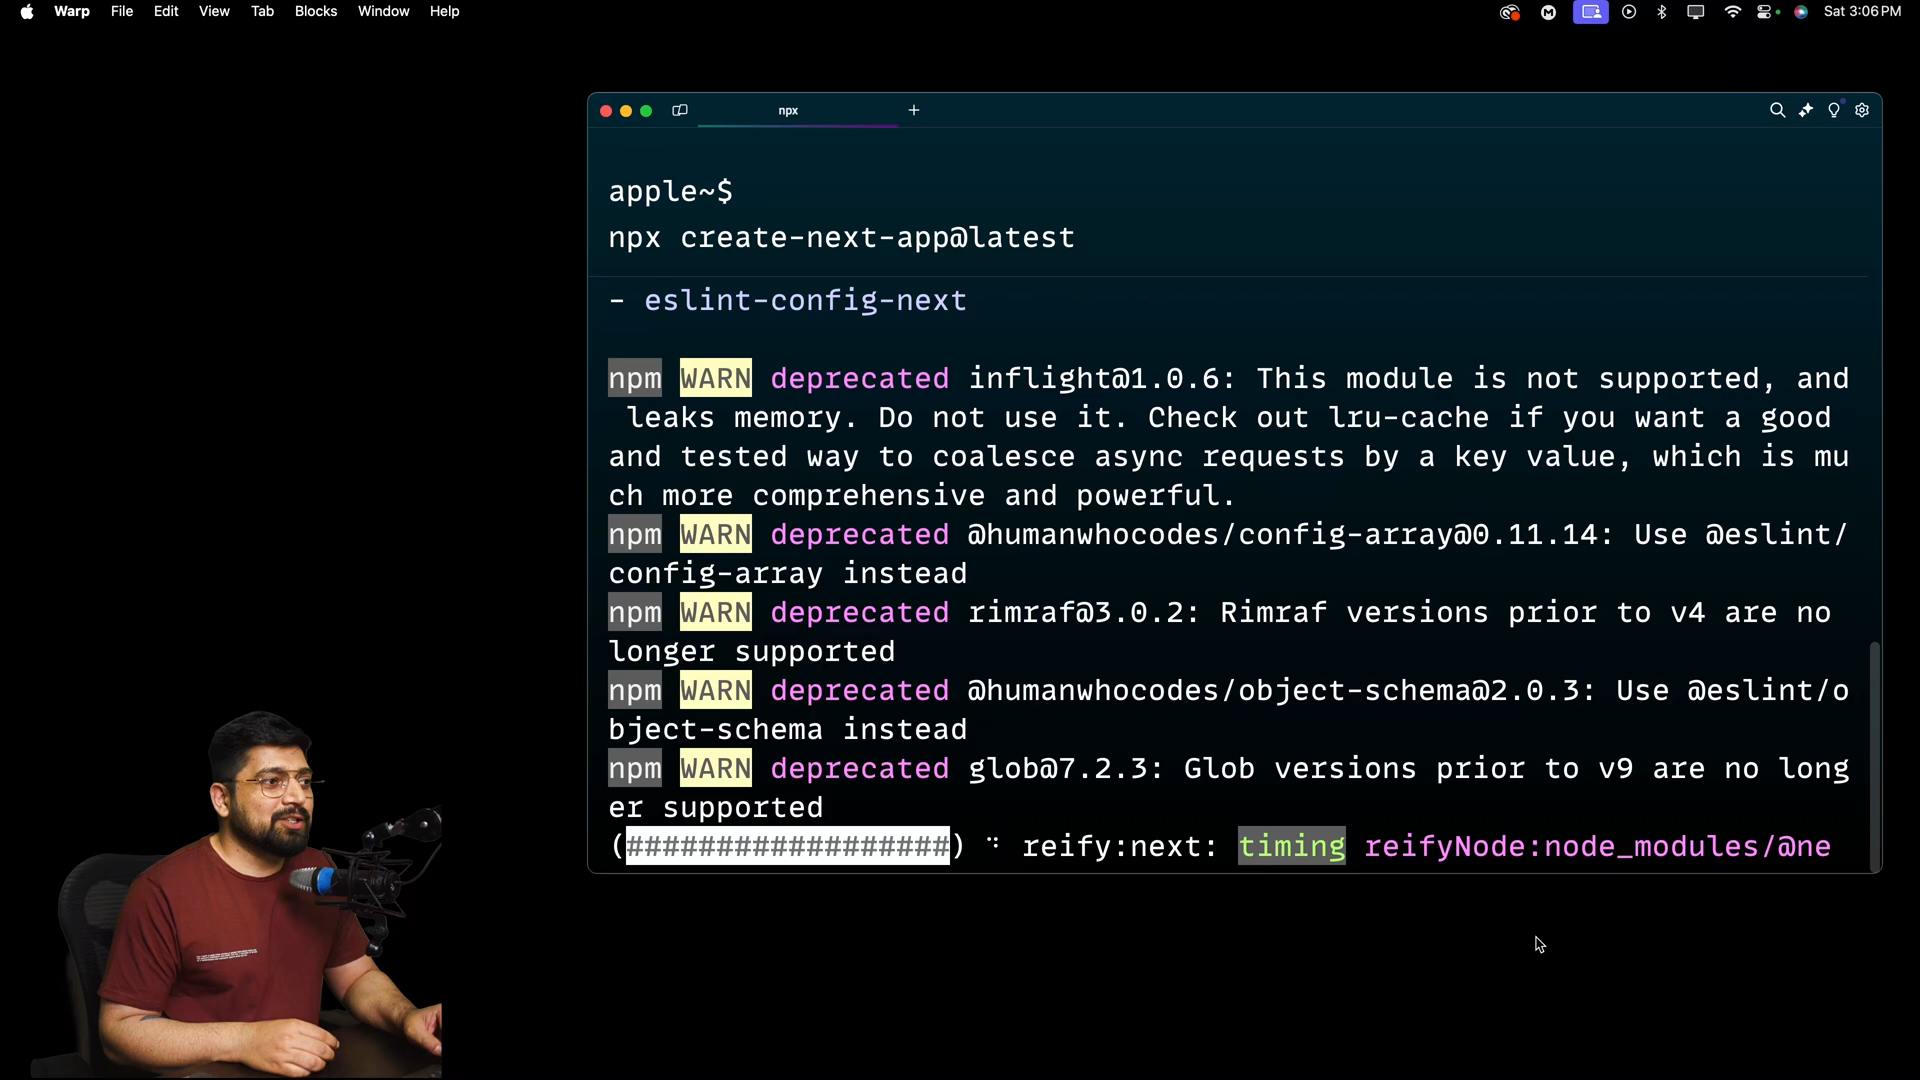 Warp File Edit View Tab Blocks Window Help Sat 3:06 PM
npx
apple~$
npx create-next-app@latest
- eslint-config-next
npm WARN deprecated inflight@1.0.6: This module is not supported, and
leaks memory. Do not use it. Check out lru-cache if you want a good
and tested way to coalesce async requests by a key value, which is mu
ch more comprehensive and powerful.
npm WARN deprecated @humanwhocodes/config-array@0.11.14: Use @eslint/
config-array instead
npm WARN deprecated rimraf@3.0.2: Rimraf versions prior to v4 are no
longer supported
npm WARN deprecated @humanwhocodes/object-schema@2.0.3: Use @eslint/o
bject-schema instead
npm WARN deprecated glob@7.2.3: Glob versions prior to v9 are no long
er supported
(##################) ⠙ reify:next: timing reifyNode:node_modules/@ne